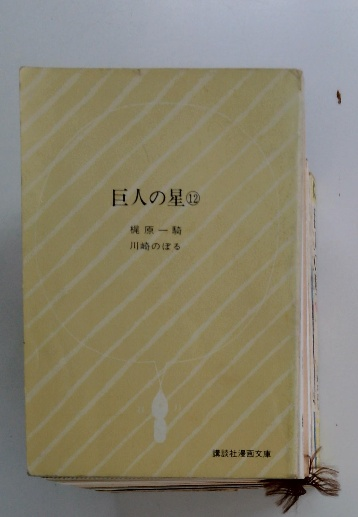 巨人の星⑫
梶原一騎
川崎のぼる
講談社漫画文庫